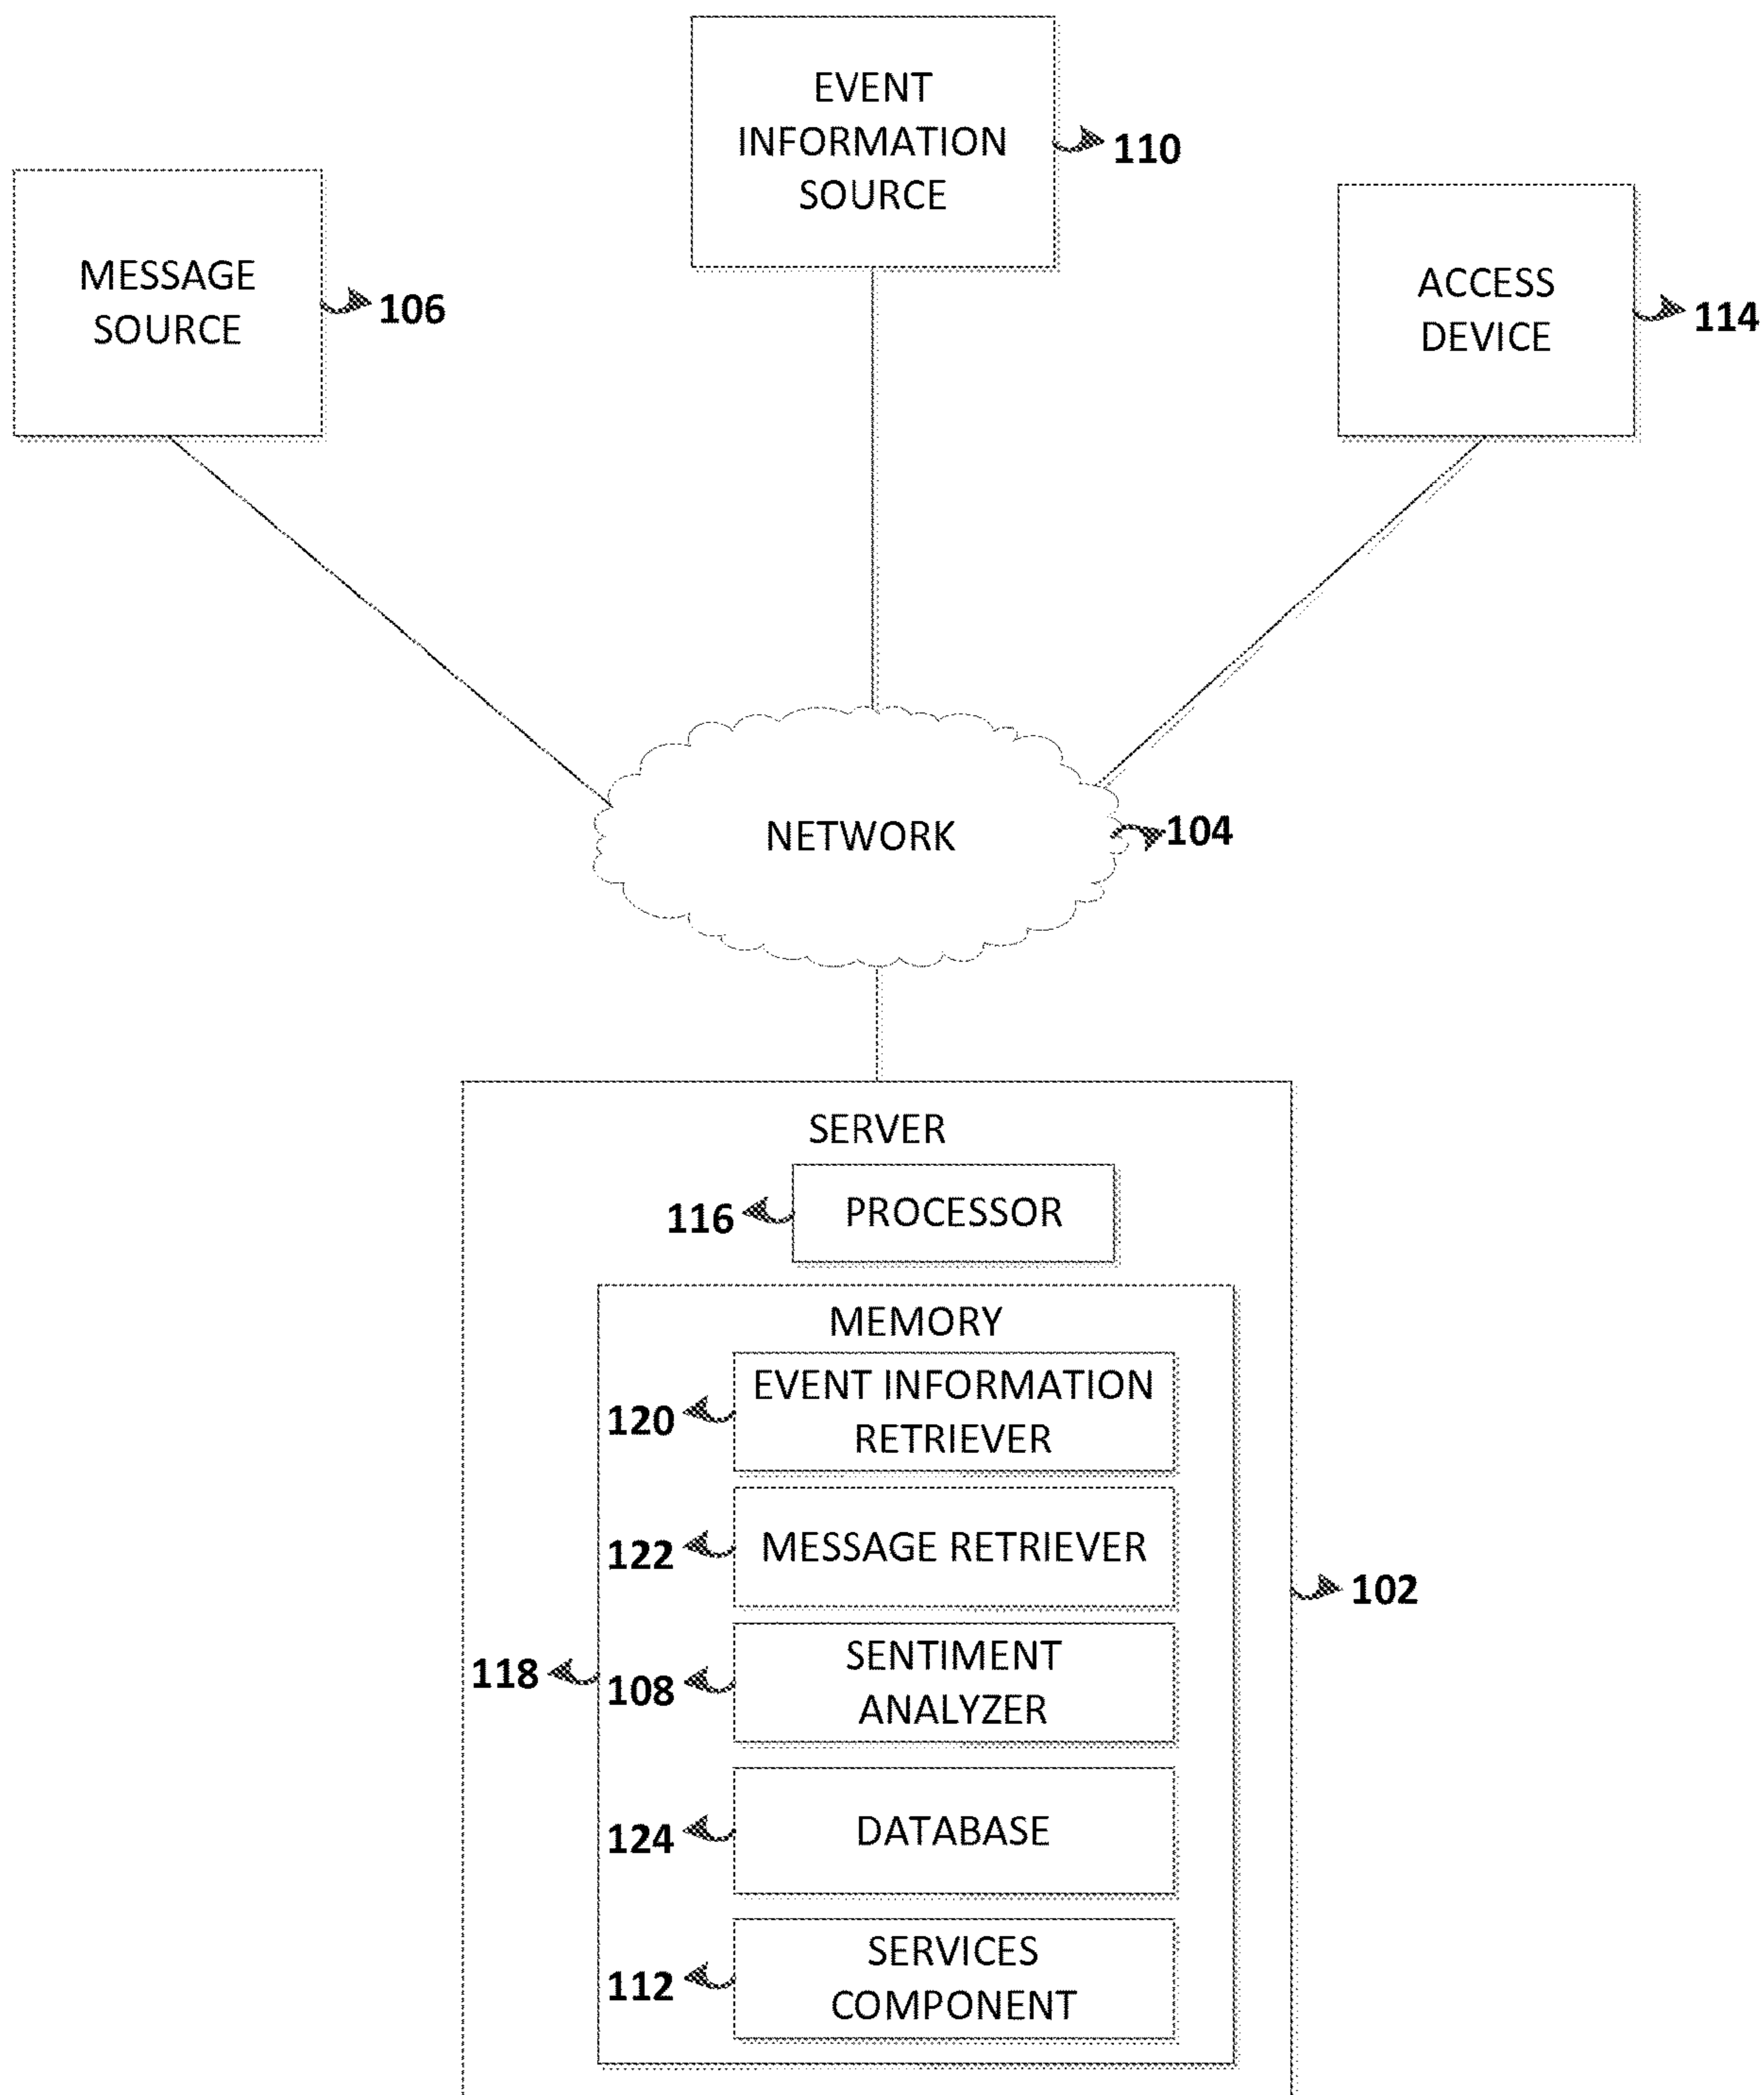 EVENT
INFORMATION
SOURCE
110
MESSAGE
SOURCE
106
ACCESS
DEVICE
114
NETWORK
104
SERVER
PROCESSOR
116
MEMORY
EVENT INFORMATION
RETRIEVER
120
MESSAGE RETRIEVER
122
102
SENTIMENT
ANALYZER
118
108
DATABASE
124
SERVICES
COMPONENT
112